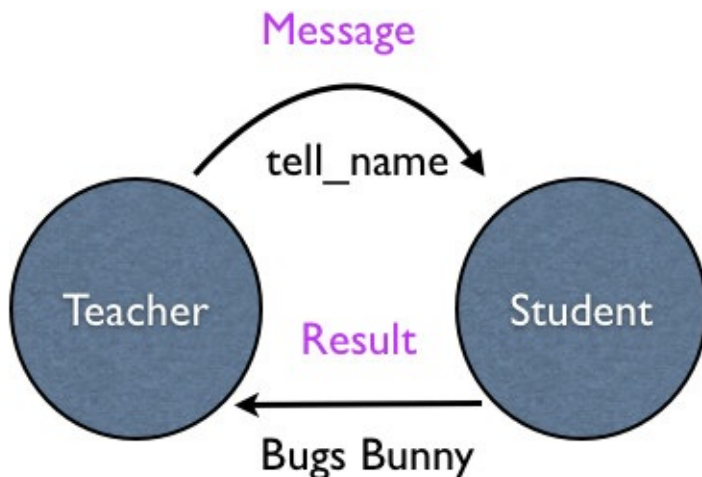 Message
tell_name
Teacher
Student
Result
Bugs Bunny